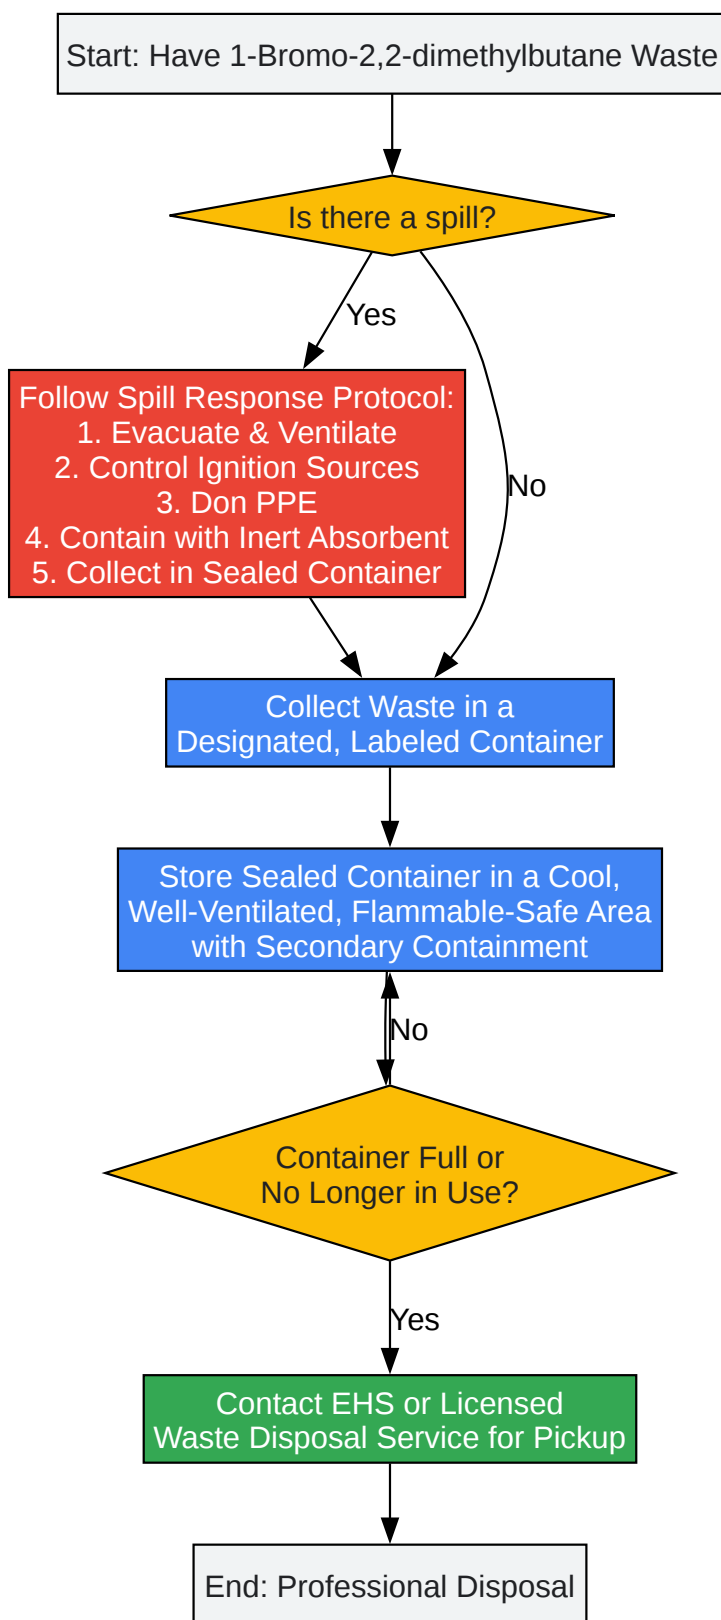 Start: Have 1-Bromo-2,2-dimethylbutane Waste
Is there a spill?
Yes
No
Follow Spill Response Protocol:
1. Evacuate & Ventilate
2. Control Ignition Sources
3. Don PPE
4. Contain with Inert Absorbent
5. Collect in Sealed Container
Collect Waste in a
Designated, Labeled Container
Store Sealed Container in a Cool,
Well-Ventilated, Flammable-Safe Area
with Secondary Containment
No
Container Full or
No Longer in Use?
Yes
Contact EHS or Licensed
Waste Disposal Service for Pickup
End: Professional Disposal